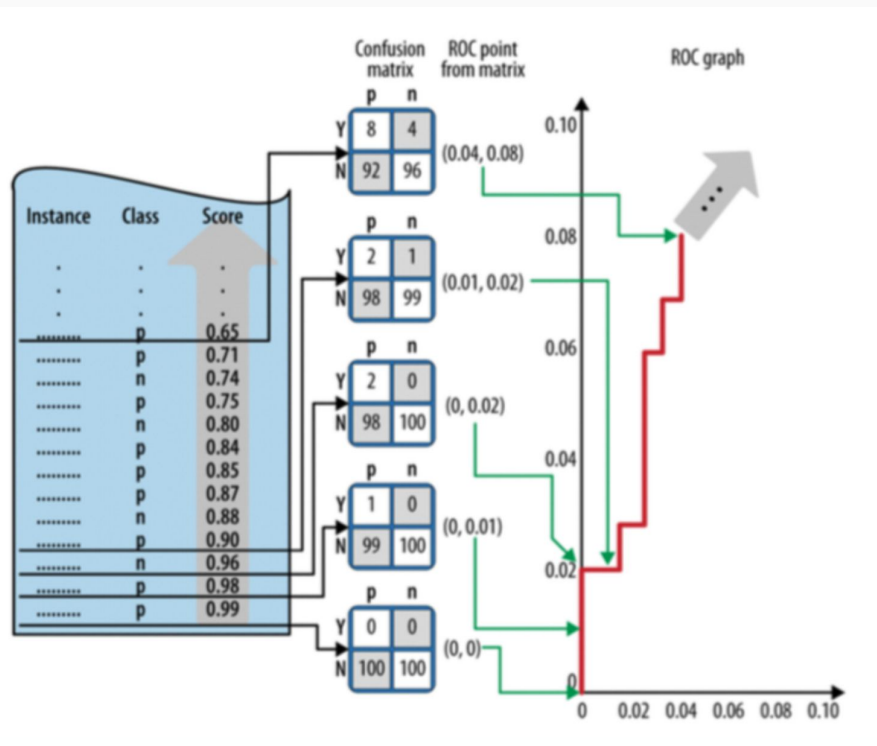 Confusion matrix
ROC point from matrix
ROC graph
p n
Y 8 4
N 92 96
(0.04, 0.08)
p n
Y 2 1
N 98 99
(0.01, 0.02)
p n
Y 2 0
N 98 100
(0, 0.02)
p n
Y 1 0
N 99 100
(0, 0.01)
p n
Y 0 0
N 100 100
(0, 0)
Instance Class Score
. . .
. . .
. . .
......... p 0.65
......... p 0.71
......... n 0.74
......... p 0.75
......... n 0.80
......... p 0.84
......... p 0.85
......... p 0.87
......... n 0.88
......... p 0.90
......... n 0.96
......... p 0.98
......... p 0.99
0.10
0.08
0.06
0.04
0.02
0
0 0.02 0.04 0.06 0.08 0.10
...